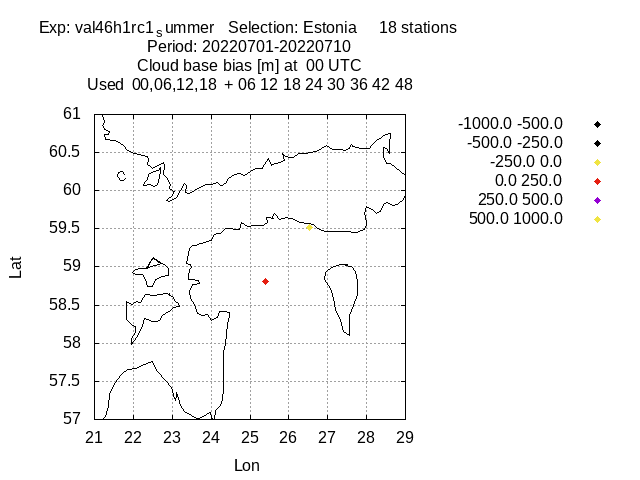 Exp: val46h1rc1summer Selection: Estonia 18 stations
Period: 20220701-20220710
Cloud base bias [m] at 00 UTC
Used 00,06,12,18 + 06 12 18 24 30 36 42 48
-1000.0 -500.0
-500.0 -250.0
-250.0 0.0
0.0 250.0
250.0 500.0
500.0 1000.0
Lat
61
60.5
60
59.5
59
58.5
58
57.5
57
21 22 23 24 25 26 27 28 29
Lon